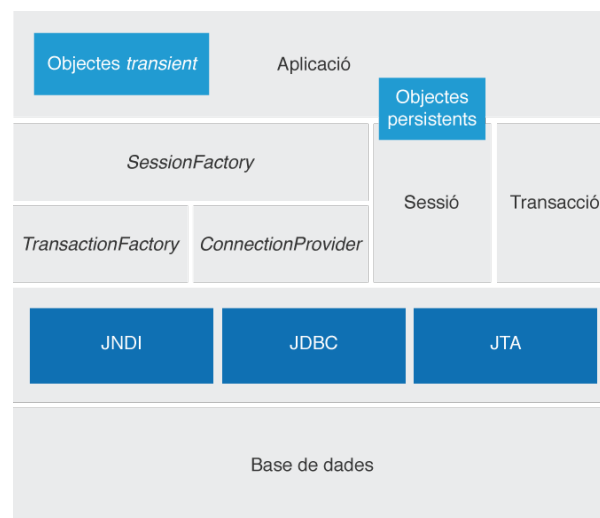 Objectes transient
Aplicació
Objectes
persistents
SessionFactory
Sessió
Transacció
TransactionFactory
ConnectionProvider
JNDI
JDBC
JTA
Base de dades